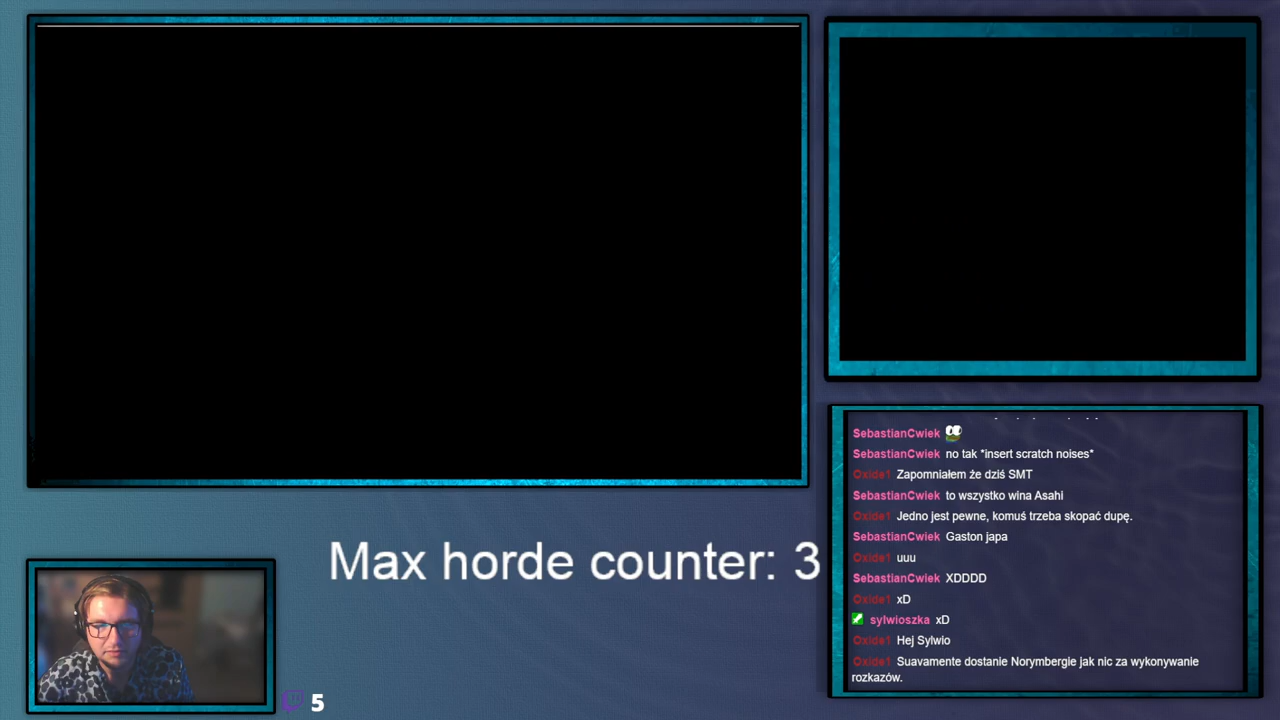 SebastianCwiek
SebastianCwiek no tak *insert scratch noises*
Oxide1 Zapomniałem że dziś SMT
SebastianCwiek to wszystko wina Asahi
Oxide1 Jedno jest pewne, komuś trzeba skopać dupę.
SebastianCwiek Gaston japa
Oxide1 uuu
SebastianCwiek XDDDD
Oxide1 xD
sylwioszka xD
Oxide1 Hej Sylwio
Oxide1 Suavamente dostanie Norymbergie jak nic za wykonywanie
rozkazów.
Max horde counter: 3
5